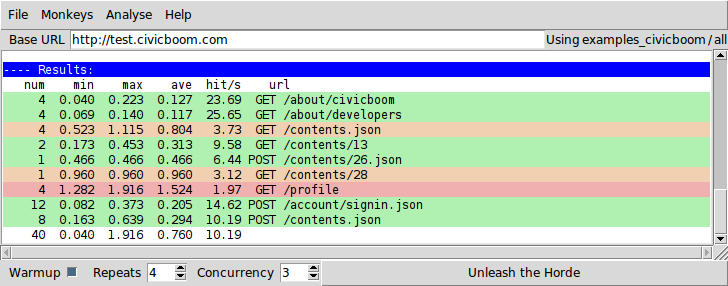 File Monkeys Analyse Help
Base URL http://test.civicboom.com Using examples_civicboom / all
---- Results:
num min max ave hit/s url
4 0.040 0.223 0.127 23.69 GET /about/civicboom
4 0.069 0.140 0.117 25.65 GET /about/developers
4 0.523 1.115 0.804 3.73 GET /contents.json
2 0.173 0.453 0.313 9.58 GET /contents/13
1 0.466 0.466 0.466 6.44 POST /contents/26.json
1 0.960 0.960 0.960 3.12 GET /contents/28
4 1.282 1.916 1.524 1.97 GET /profile
12 0.082 0.373 0.205 14.62 POST /account/signin.json
8 0.163 0.639 0.294 10.19 POST /contents.json
40 0.040 1.916 0.760 10.19
Warmup Repeats 4 Concurrency 3 Unleash the Horde